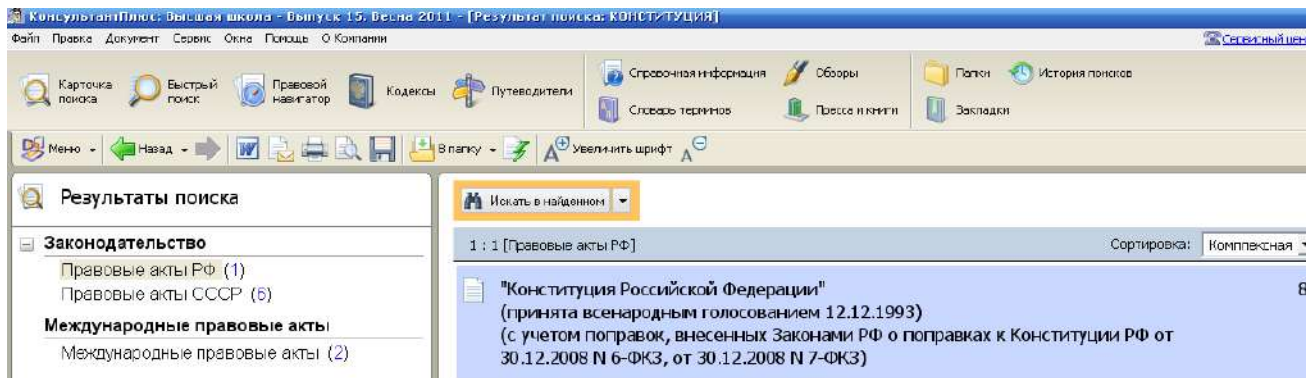 КонсультантПлюс: Высшая школа - Выпуск 15. Весна 2011 - [Результат поиска: КОНСТИТУЦИЯ]
Файл Правка Документ Сервис Окна Помощь О Компании Сервисный цен
Карточка поиска Быстрый поиск Правовой навигатор Кодексы Путеводители Справочная информация Обзоры Папки История поисков
Словарь терминов Пресса и книги Закладки
Меню Назад В папку Увеличить шрифт
Результаты поиска
Законодательство
Правовые акты РФ (1)
Правовые акты СССР (6)
Международные правовые акты
Международные правовые акты (2)
Искать в найденном
1 : 1 [Правовые акты РФ] Сортировка: Комплексная
"Конституция Российской Федерации" 8
(принята всенародным голосованием 12.12.1993)
(с учетом поправок, внесенных Законами РФ о поправках к Конституции РФ от
30.12.2008 N 6-ФКЗ, от 30.12.2008 N 7-ФКЗ)